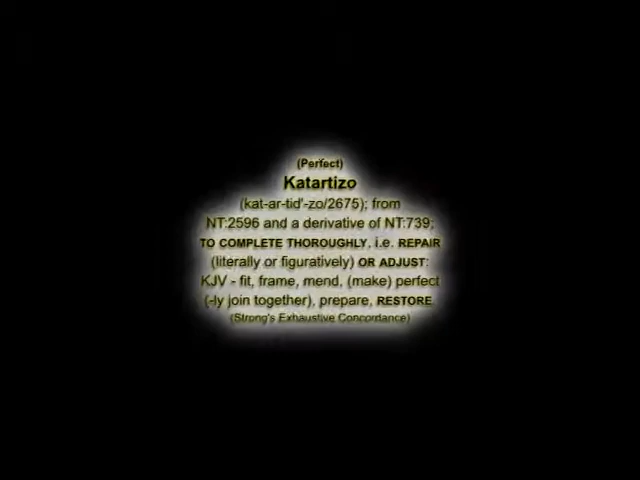 (Perfect)
Katartizo
(kat-ar-tid'-zo/2675); from
NT:2596 and a derivative of NT:739;
TO COMPLETE THOROUGHLY, i.e. REPAIR
(literally or figuratively) OR ADJUST:
KJV - fit, frame, mend, (make) perfect
(-ly join together), prepare, RESTORE.
(Strong's Exhaustive Concordance)